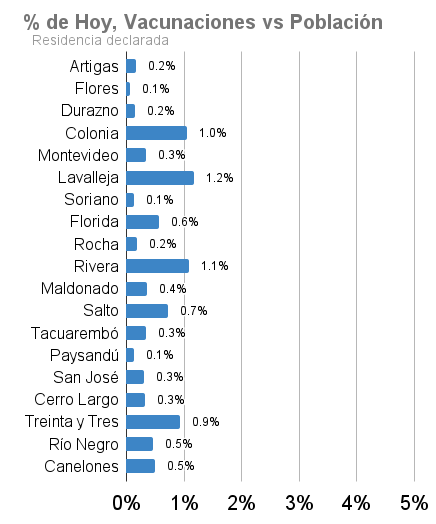 % de Hoy, Vacunaciones vs Población
Residencia declarada
Artigas 0.2%
Flores 0.1%
Durazno 0.2%
Colonia 1.0%
Montevideo 0.3%
Lavalleja 1.2%
Soriano 0.1%
Florida 0.6%
Rocha 0.2%
Rivera 1.1%
Maldonado 0.4%
Salto 0.7%
Tacuarembó 0.3%
Paysandú 0.1%
San José 0.3%
Cerro Largo 0.3%
Treinta y Tres 0.9%
Río Negro 0.5%
Canelones 0.5%
0% 1% 2% 3% 4% 5%